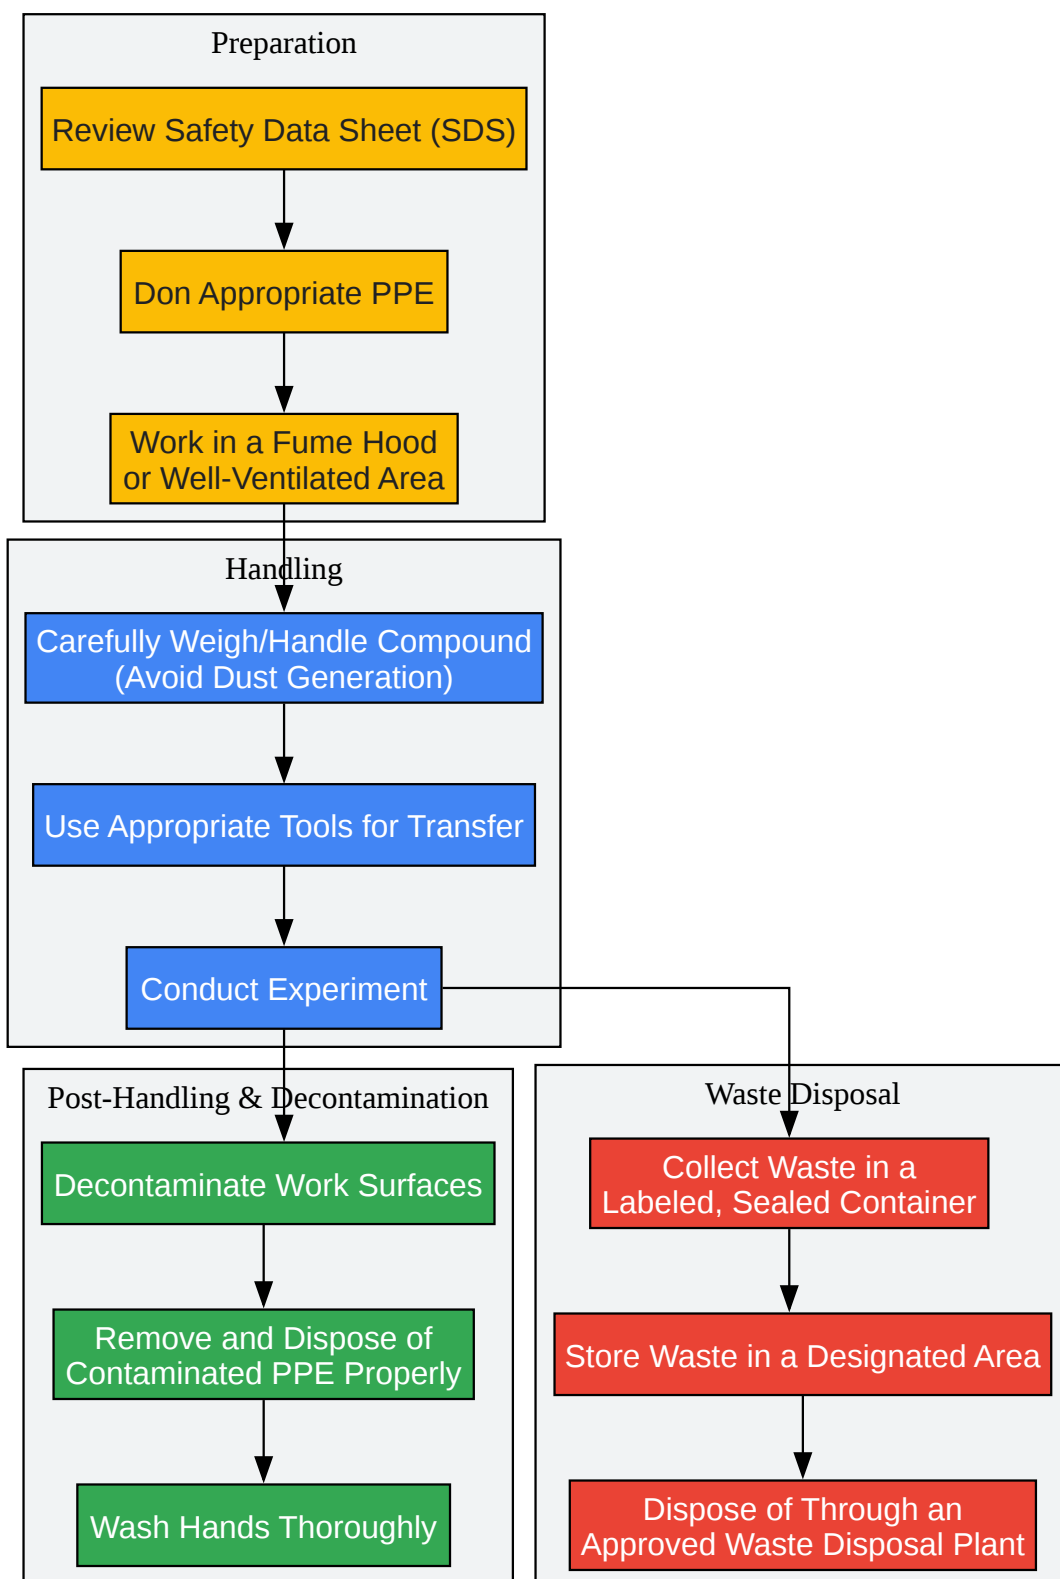 Preparation
Review Safety Data Sheet (SDS)
Don Appropriate PPE
Work in a Fume Hood
or Well-Ventilated Area
Handling
Carefully Weigh/Handle Compound
(Avoid Dust Generation)
Use Appropriate Tools for Transfer
Conduct Experiment
Post-Handling & Decontamination
Decontaminate Work Surfaces
Remove and Dispose of
Contaminated PPE Properly
Wash Hands Thoroughly
Waste Disposal
Collect Waste in a
Labeled, Sealed Container
Store Waste in a Designated Area
Dispose of Through an
Approved Waste Disposal Plant